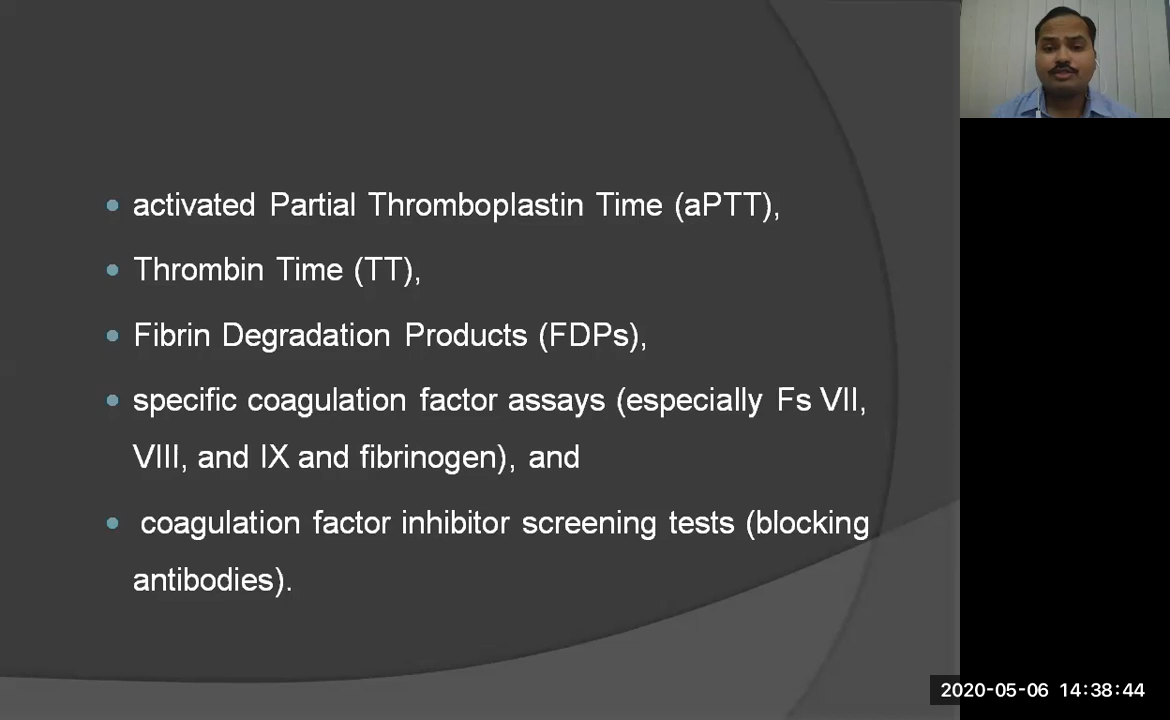 activated Partial Thromboplastin Time (aPTT),
Thrombin Time (TT),
Fibrin Degradation Products (FDPs),
specific coagulation factor assays (especially Fs VII,
VIII, and IX and fibrinogen), and
coagulation factor inhibitor screening tests (blocking
antibodies).
2020-05-06 14:38:44